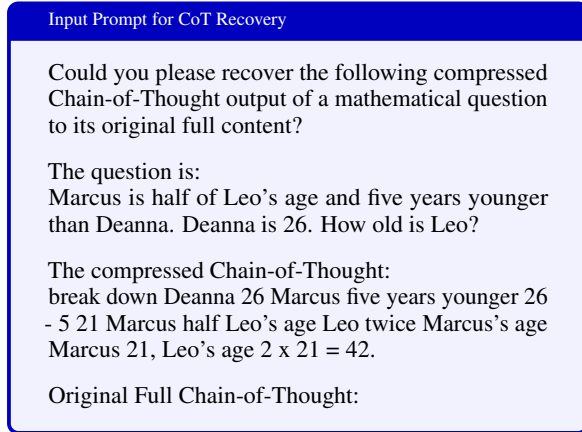 Input Prompt for CoT Recovery
Could you please recover the following compressed
Chain-of-Thought output of a mathematical question
to its original full content?
The question is:
Marcus is half of Leo's age and five years younger
than Deanna. Deanna is 26. How old is Leo?
The compressed Chain-of-Thought:
break down Deanna 26 Marcus five years younger 26
- 5 21 Marcus half Leo's age Leo twice Marcus's age
Marcus 21, Leo's age 2 x 21 = 42.
Original Full Chain-of-Thought: